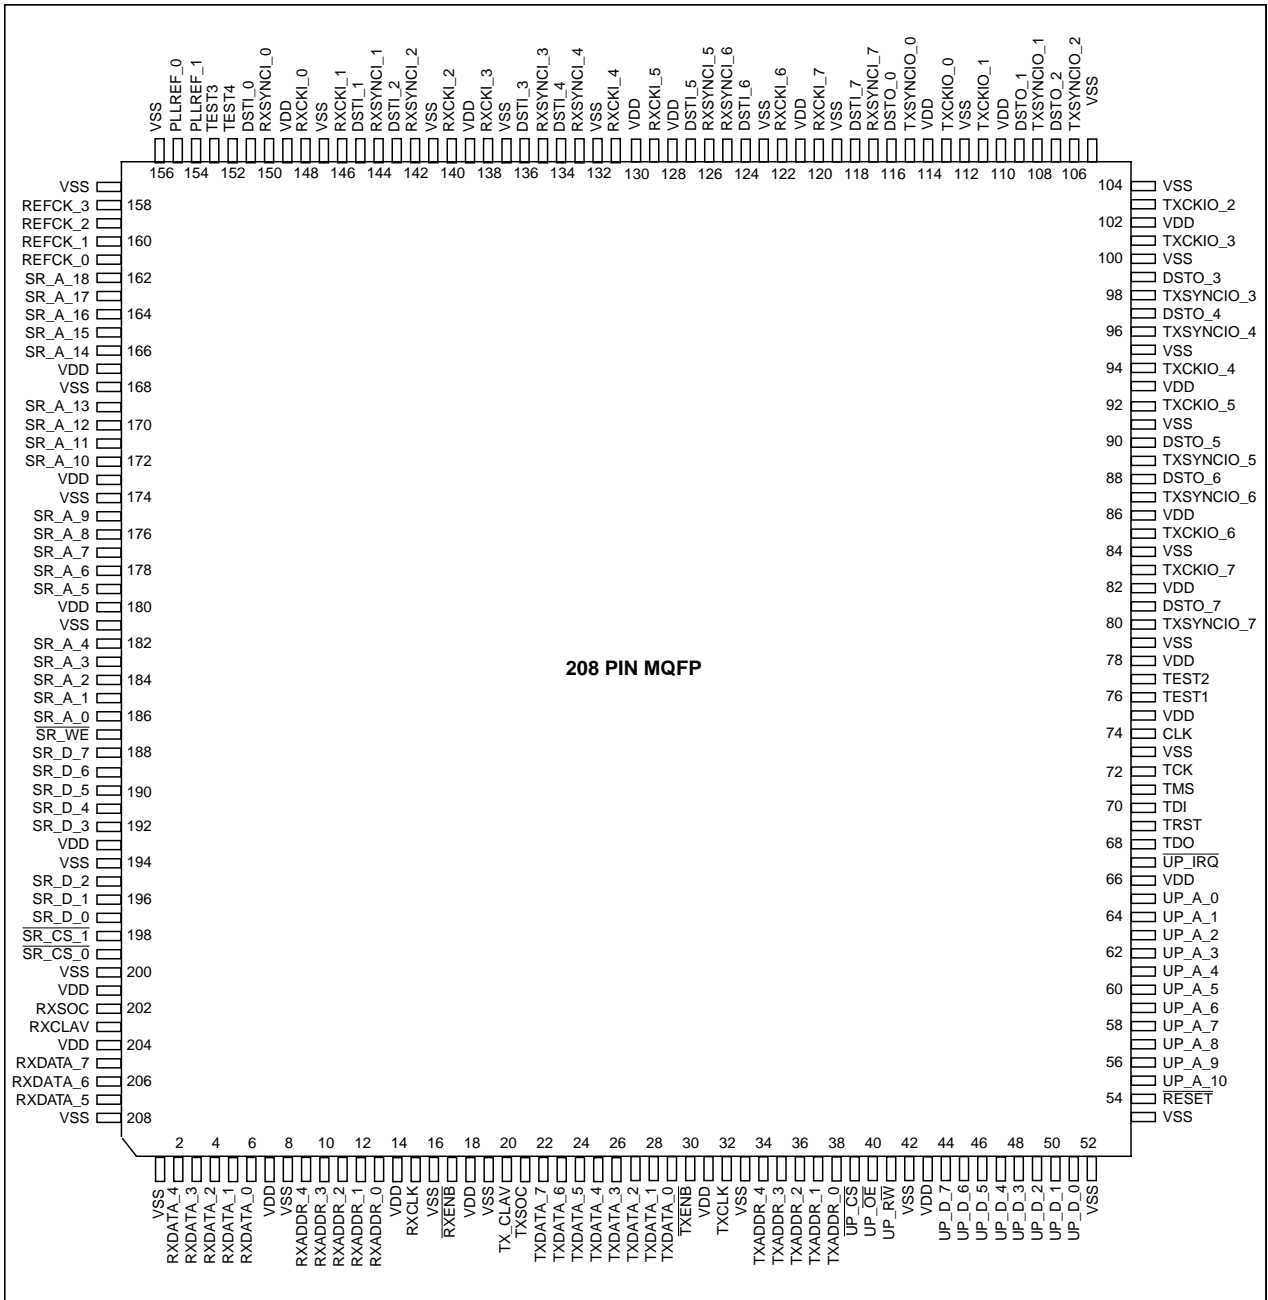 VSS
PLLREF_0
PLLREF_1
TEST3
TEST4
DSTI_0
RXSYNCI_0
VDD
RXCKI_0
VSS
RXCKI_1
DSTI_1
RXSYNCI_1
DSTI_2
RXSYNCI_2
VSS
RXCKI_2
VDD
RXCKI_3
VSS
DSTI_3
RXSYNCI_3
DSTI_4
RXSYNCI_4
VSS
RXCKI_4
VDD
RXCKI_5
VDD
DSTI_5
RXSYNCI_5
RXSYNCI_6
DSTI_6
VSS
RXCKI_6
VDD
RXCKI_7
VSS
DSTI_7
RXSYNCI_7
DSTO_0
TXSYNCIO_0
VDD
TXCKIO_0
VSS
TXCKIO_1
VDD
DSTO_1
TXSYNCIO_1
DSTO_2
TXSYNCIO_2
VSS
156 154 152 150 148 146 144 142 140 138 136 134 132 130 128 126 124 122 120 118 116 114 112 110 108 106
VSS
REFCK_3 158
REFCK_2
REFCK_1 160
REFCK_0
SR_A_18 162
SR_A_17
SR_A_16 164
SR_A_15
SR_A_14 166
VDD
VSS 168
SR_A_13
SR_A_12 170
SR_A_11
SR_A_10 172
VDD
VSS 174
SR_A_9
SR_A_8 176
SR_A_7
SR_A_6 178
SR_A_5
VDD 180
VSS
SR_A_4 182
SR_A_3
SR_A_2 184
SR_A_1
SR_A_0 186
SR_WE
SR_D_7 188
SR_D_6
SR_D_5 190
SR_D_4
SR_D_3 192
VDD
VSS 194
SR_D_2
SR_D_1 196
SR_D_0
SR_CS_1 198
SR_CS_0
VSS 200
VDD
RXSOC 202
RXCLAV
VDD 204
RXDATA_7
RXDATA_6 206
RXDATA_5
VSS 208
208 PIN MQFP
104 VSS
TXCKIO_2
102 VDD
TXCKIO_3
100 VSS
DSTO_3
98 TXSYNCIO_3
DSTO_4
96 TXSYNCIO_4
VSS
94 TXCKIO_4
VDD
92 TXCKIO_5
VSS
90 DSTO_5
TXSYNCIO_5
88 DSTO_6
TXSYNCIO_6
86 VDD
TXCKIO_6
84 VSS
TXCKIO_7
82 VDD
DSTO_7
80 TXSYNCIO_7
VSS
78 VDD
TEST2
76 TEST1
VDD
74 CLK
VSS
72 TCK
TMS
70 TDI
TRST
68 TDO
UP_IRQ
66 VDD
UP_A_0
64 UP_A_1
UP_A_2
62 UP_A_3
UP_A_4
60 UP_A_5
UP_A_6
58 UP_A_7
UP_A_8
56 UP_A_9
UP_A_10
54 RESET
VSS
2 4 6 8 10 12 14 16 18 20 22 24 26 28 30 32 34 36 38 40 42 44 46 48 50 52
VSS
RXDATA_4
RXDATA_3
RXDATA_2
RXDATA_1
RXDATA_0
VDD
VSS
RXADDR_4
RXADDR_3
RXADDR_2
RXADDR_1
RXADDR_0
VDD
RXCLK
VSS
RXENB
VDD
VSS
TX_CLAV
TXSOC
TXDATA_7
TXDATA_6
TXDATA_5
TXDATA_4
TXDATA_3
TXDATA_2
TXDATA_1
TXDATA_0
TXENB
VDD
TXCLK
VSS
TXADDR_4
TXADDR_3
TXADDR_2
TXADDR_1
TXADDR_0
UP_CS
UP_OE
UP_RW
VSS
VDD
UP_D_7
UP_D_6
UP_D_5
UP_D_4
UP_D_3
UP_D_2
UP_D_1
UP_D_0
VSS